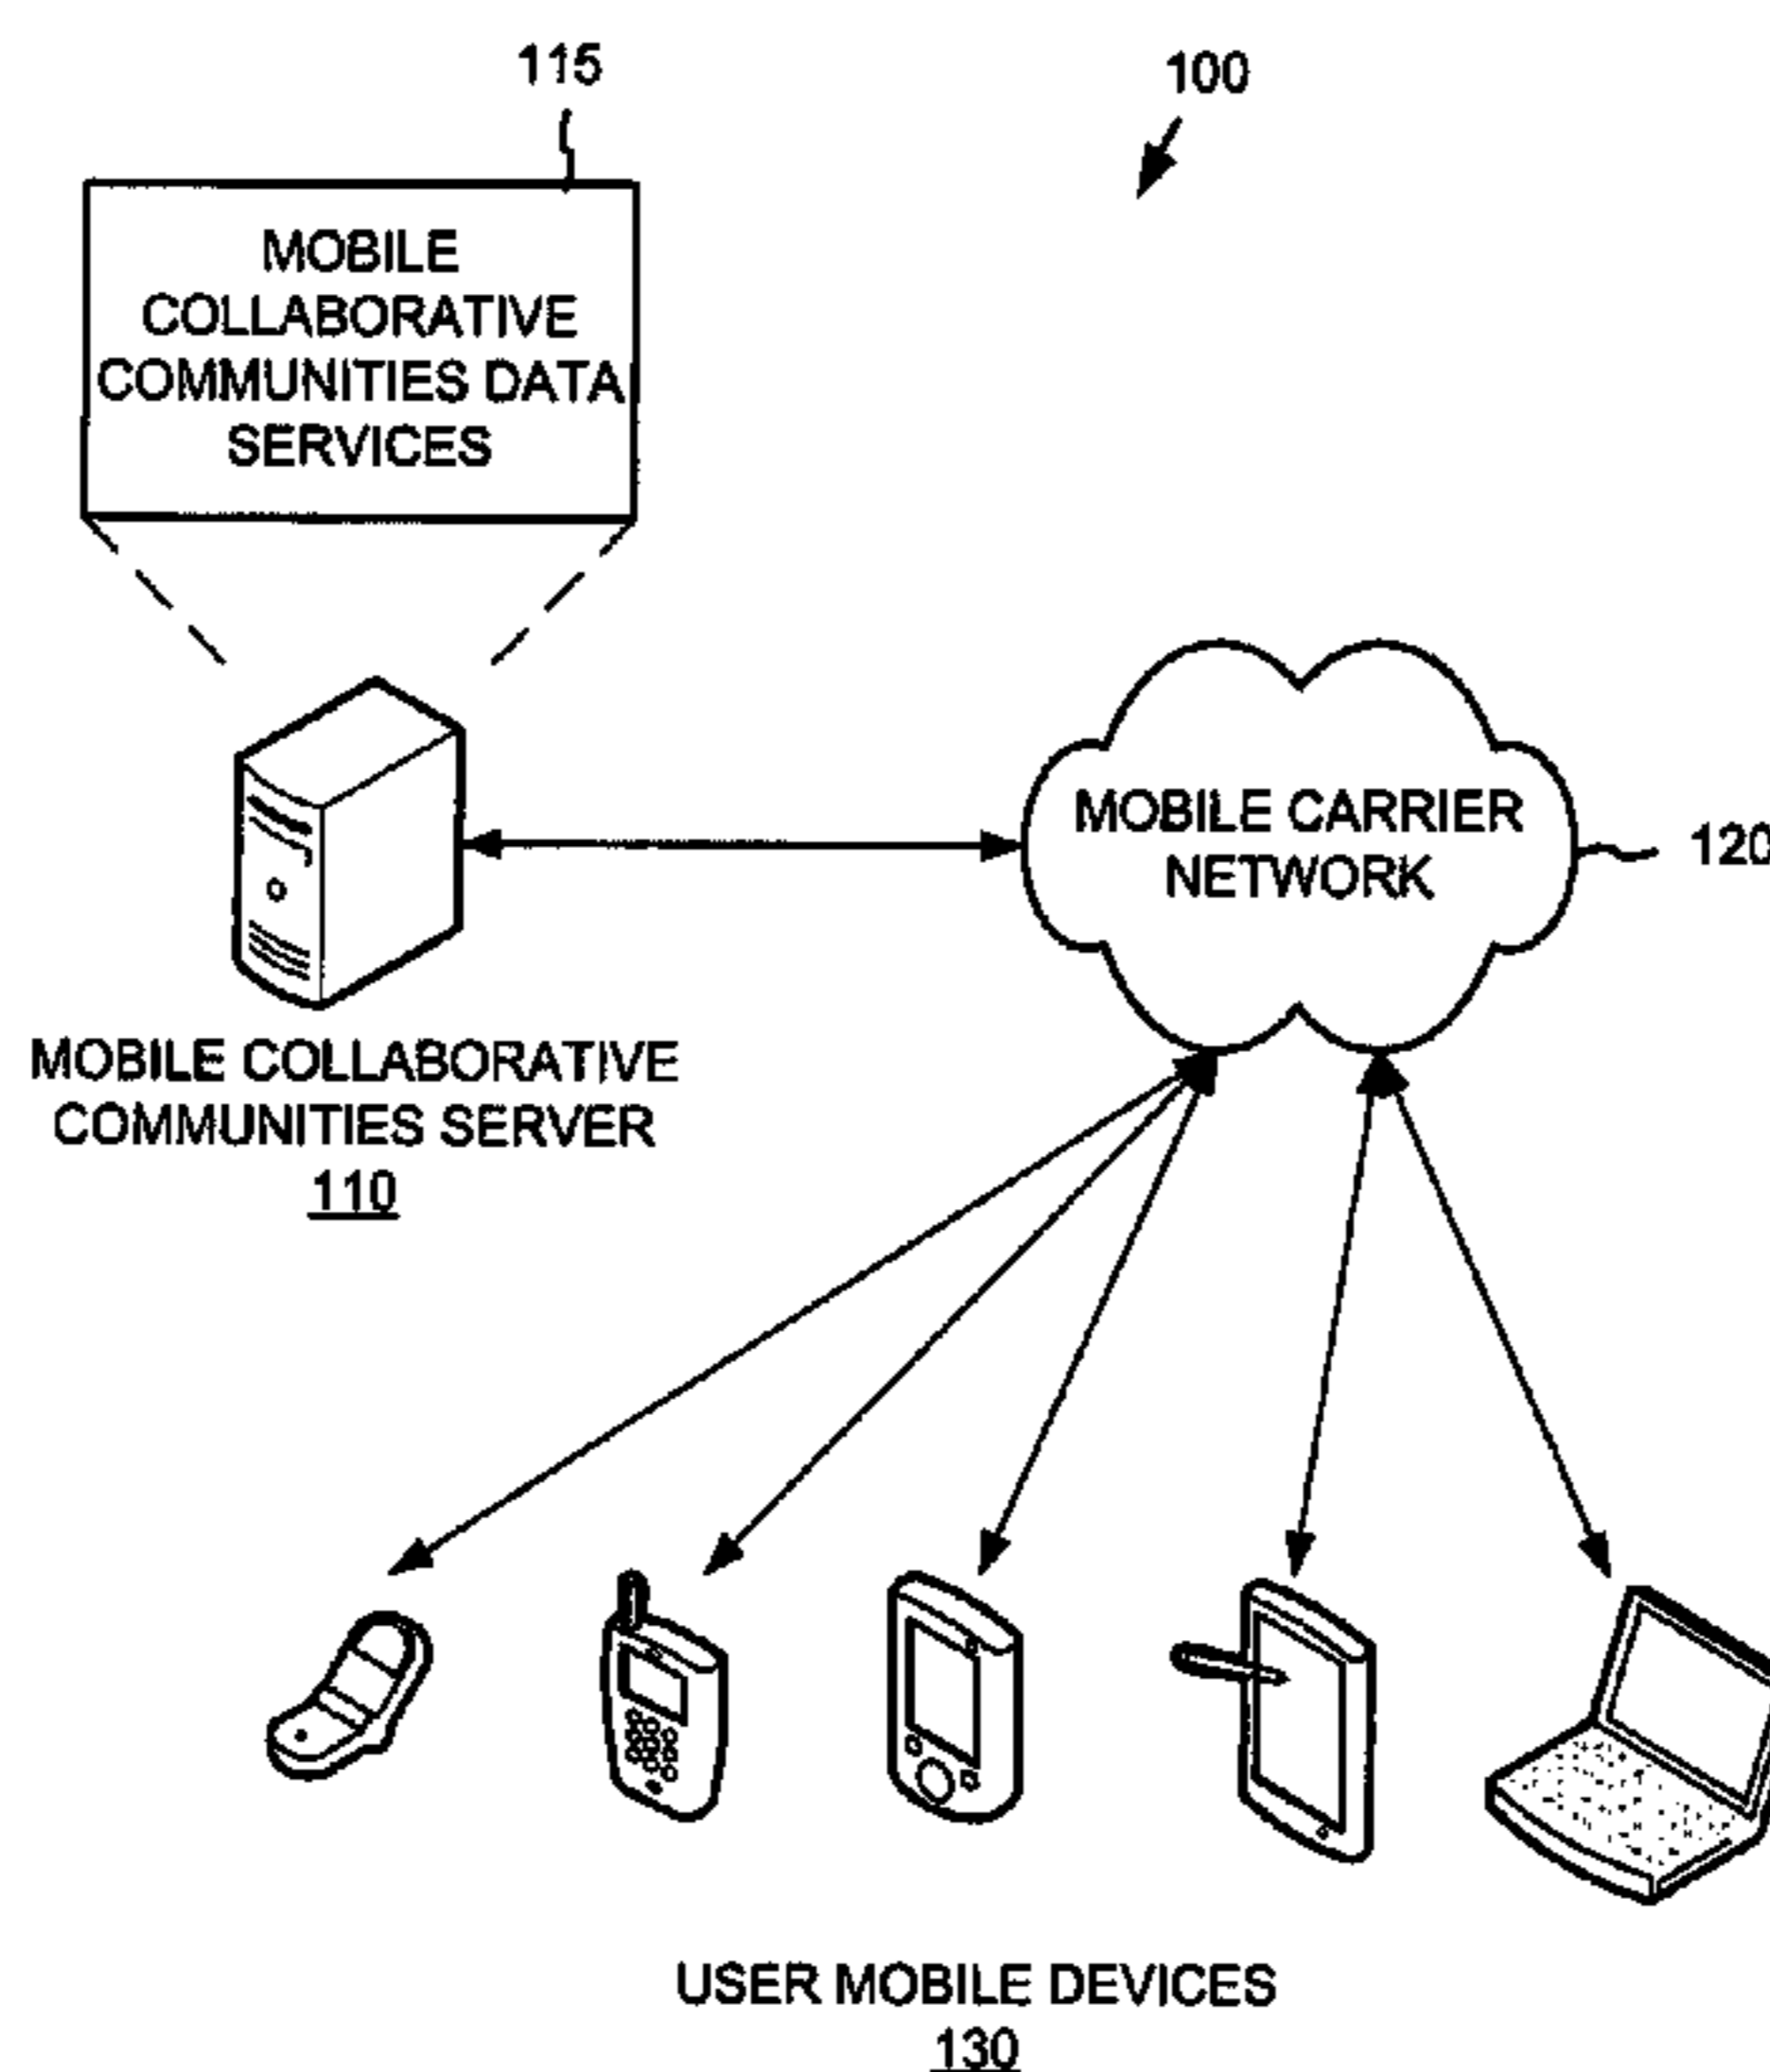 115
100
MOBILE
COLLABORATIVE
COMMUNITIES DATA
SERVICES
MOBILE CARRIER
NETWORK
120
MOBILE COLLABORATIVE
COMMUNITIES SERVER
110
USER MOBILE DEVICES
130